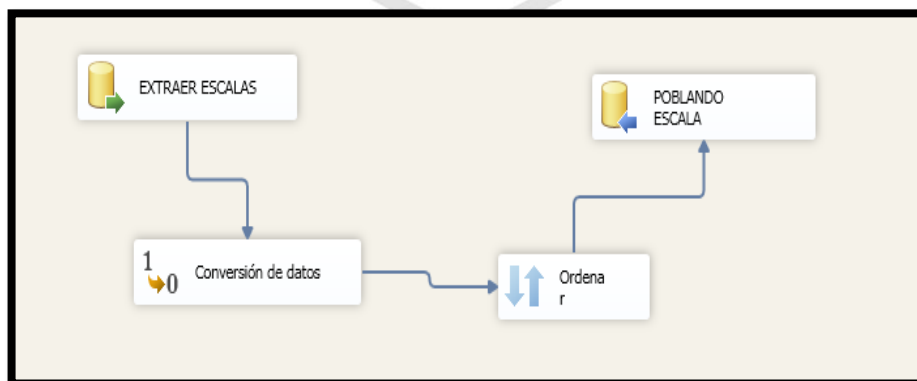 EXTRAER ESCALAS
POBLANDO
ESCALA
1
0
Conversión de datos
Ordena
r